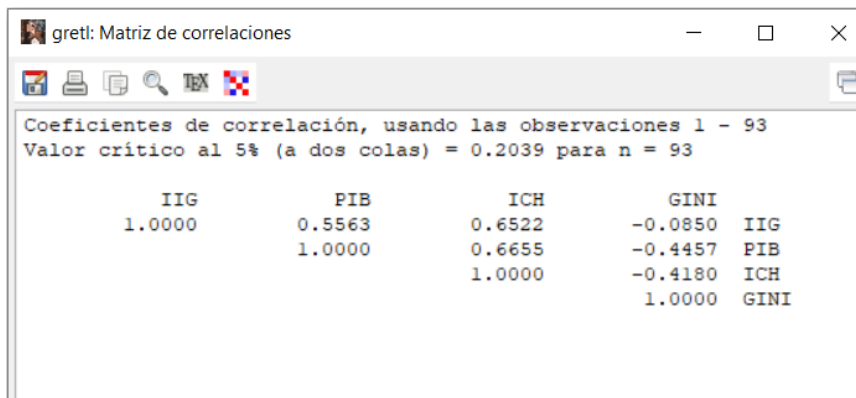 gretl: Matriz de correlaciones
TEX
Coeficientes de correlación, usando las observaciones 1 - 93
Valor crítico al 5% (a dos colas) = 0.2039 para n = 93
IIG PIB ICH GINI
1.0000 0.5563 0.6522 -0.0850 IIG
1.0000 0.6655 -0.4457 PIB
1.0000 -0.4180 ICH
1.0000 GINI